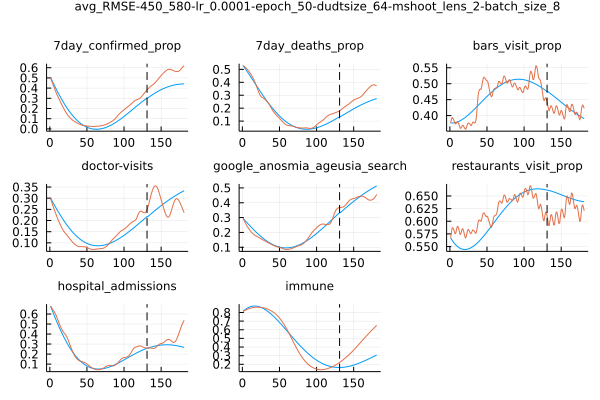 avg_RMSE-450_580-lr_0.0001-epoch_50-dudtsize_64-mshoot_lens_2-batch_size_8
7day_confirmed_prop
7day_deaths_prop
bars_visit_prop
0.6
0.5
0.4
0.3
0.2
0.1
0.0
0 50 100 150
0.5
0.4
0.3
0.2
0.1
0 50 100 150
0.55
0.50
0.45
0.40
0 50 100 150
doctor-visits
google_anosmia_ageusia_search
restaurants_visit_prop
0.35
0.30
0.25
0.20
0.15
0.10
0 50 100 150
0.5
0.4
0.3
0.2
0.1
0 50 100 150
0.650
0.625
0.600
0.575
0.550
0 50 100 150
hospital_admissions
immune
0.6
0.5
0.4
0.3
0.2
0.1
0 50 100 150
0.8
0.7
0.6
0.5
0.4
0.3
0.2
0 50 100 150